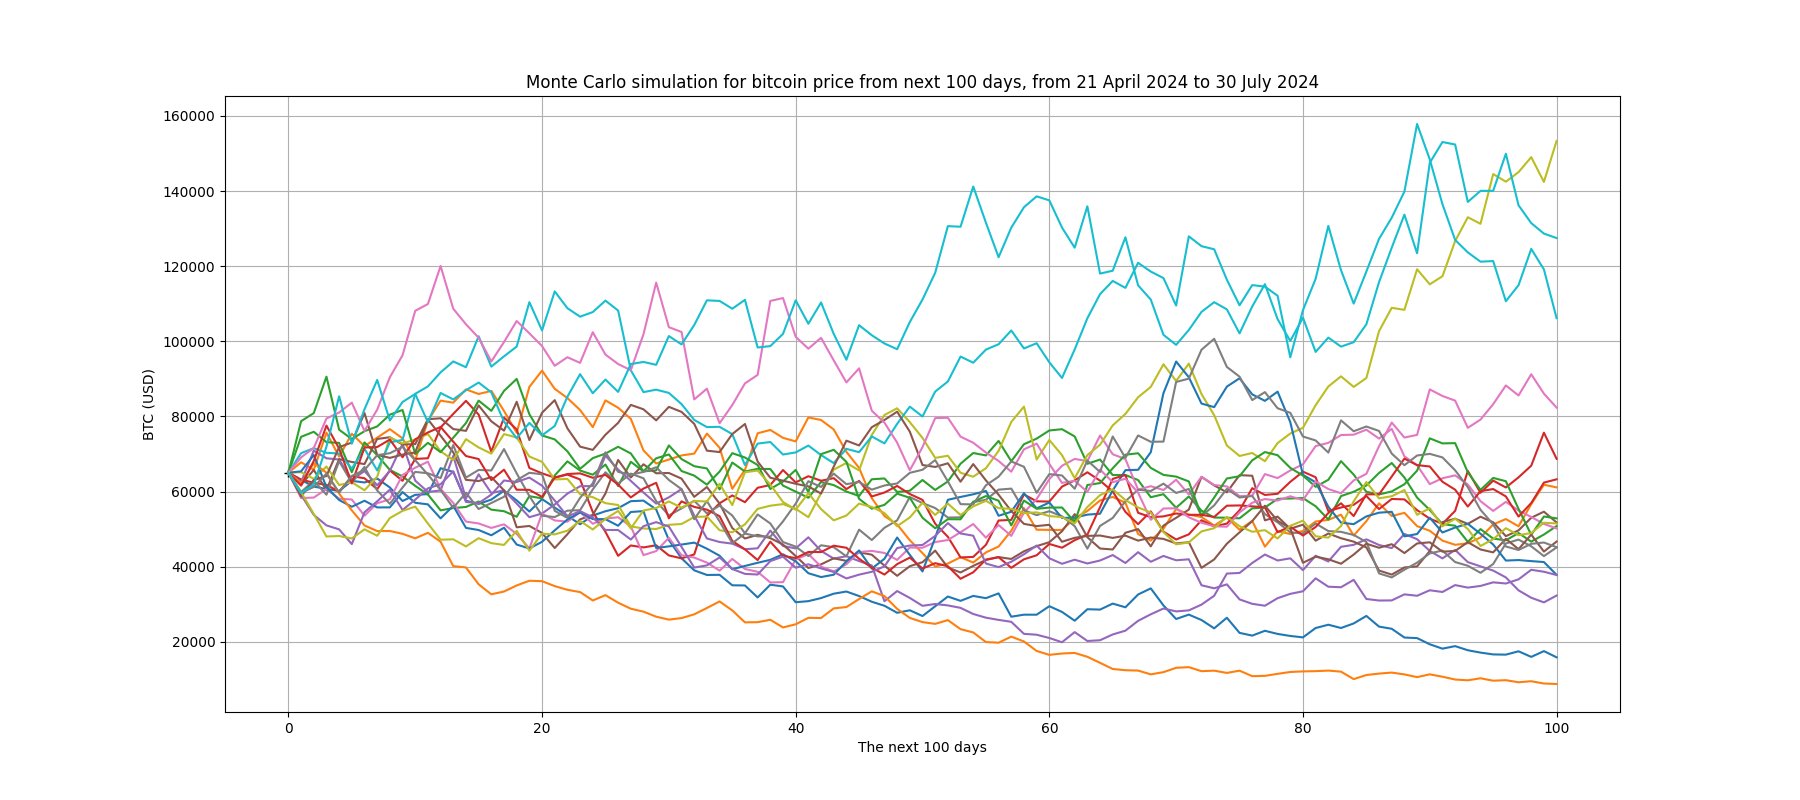 Monte Carlo simulation for bitcoin price from next 100 days, from 21 April 2024 to 30 July 2024
160000
140000
120000
100000
80000
60000
40000
20000
BTC (USD)
0 20 40 60 80 100
The next 100 days